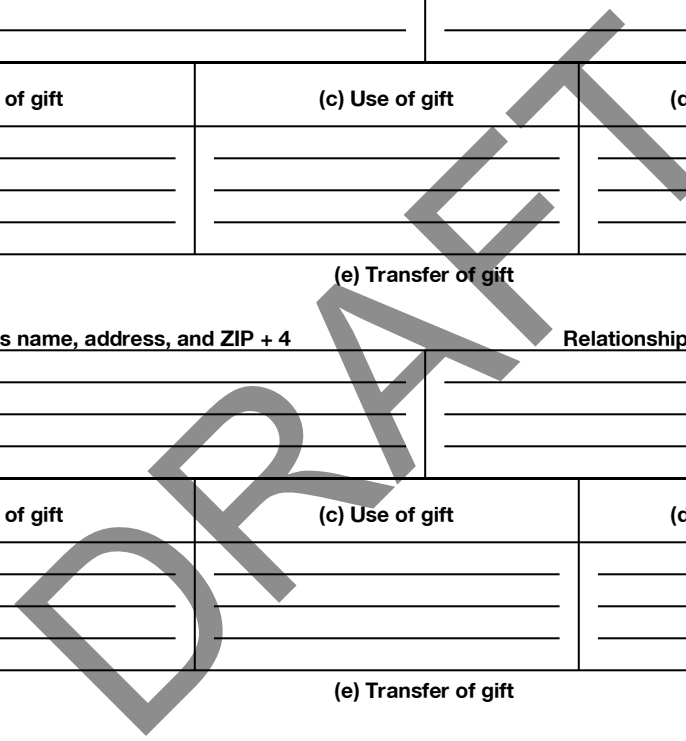 of gift (c) Use of gift (d
(e) Transfer of gift
s name, address, and ZIP + 4 Relationship
of gift (c) Use of gift (d
(e) Transfer of gift
DRAFT